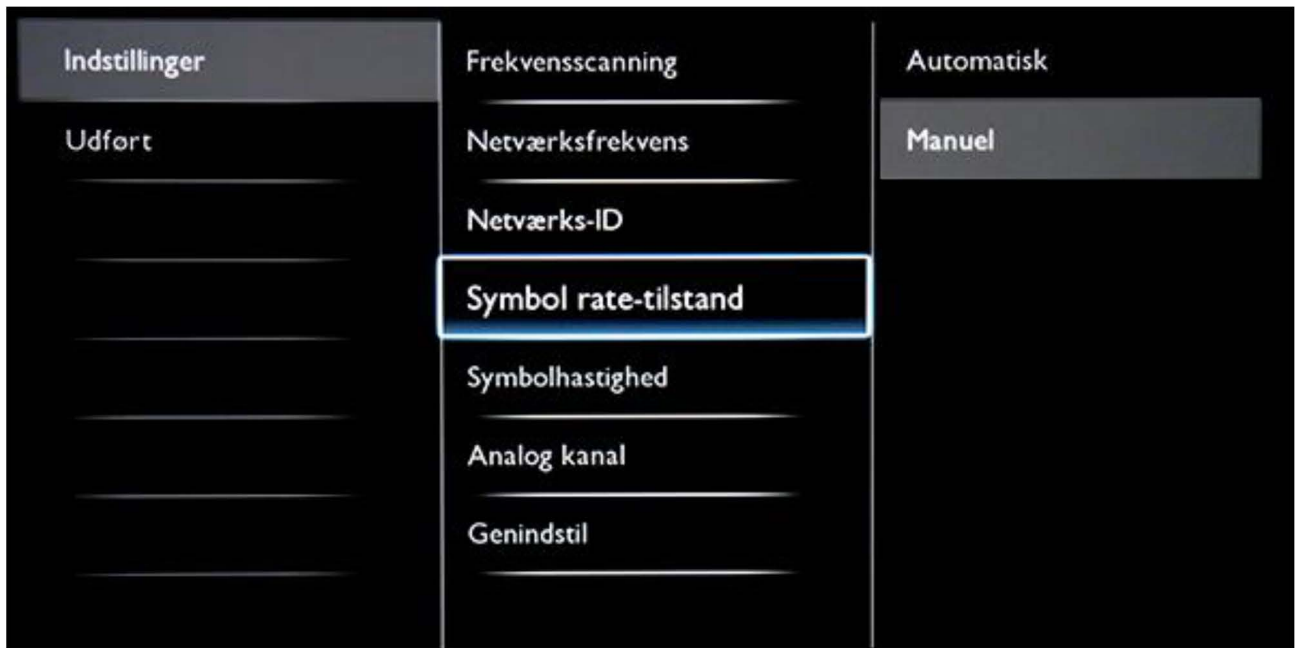 Indstillinger
Udført
Frekvensscanning
Netværksfrekvens
Netværks-ID
Symbol rate-tilstand
Symbolhastighed
Analog kanal
Genindstil
Automatisk
Manuel